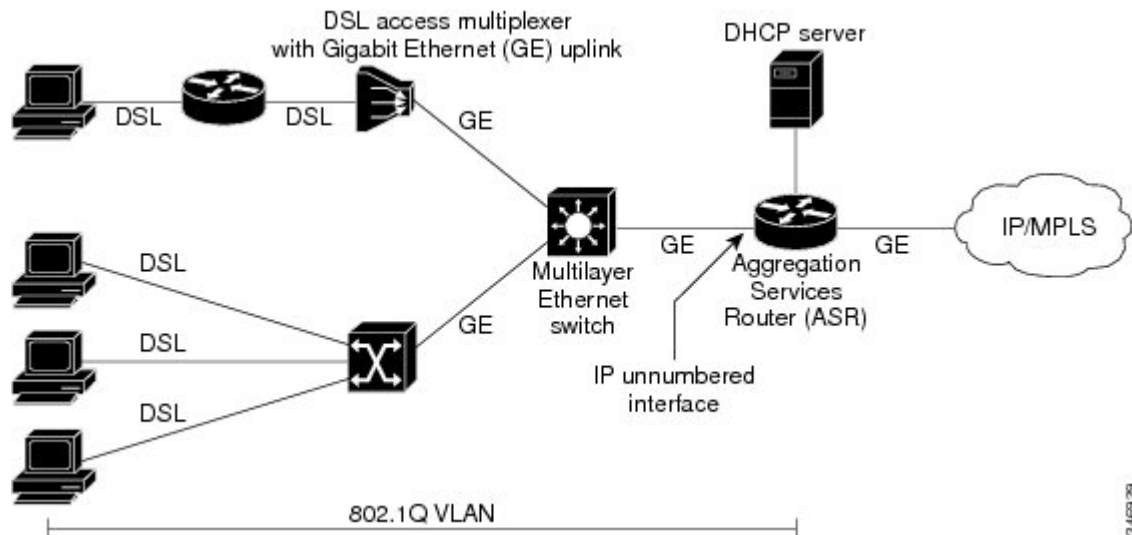 DSL access multiplexer
with Gigabit Ethernet (GE) uplink
DHCP server
DSL
DSL
GE
DSL
DSL
DSL
GE
Multilayer
Ethernet
switch
GE
Aggregation
Services
Router (ASR)
GE
IP/MPLS
IP unnumbered
interface
802.1Q VLAN